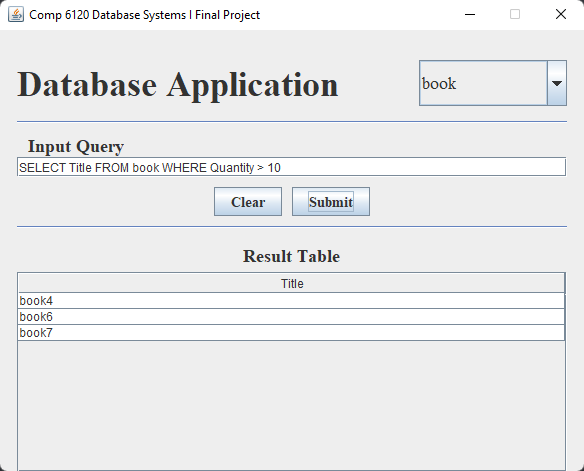 Comp 6120 Database Systems I Final Project
Database Application
book
Input Query
SELECT Title FROM book WHERE Quantity > 10
Clear
Submit
Result Table
Title
book4
book6
book7